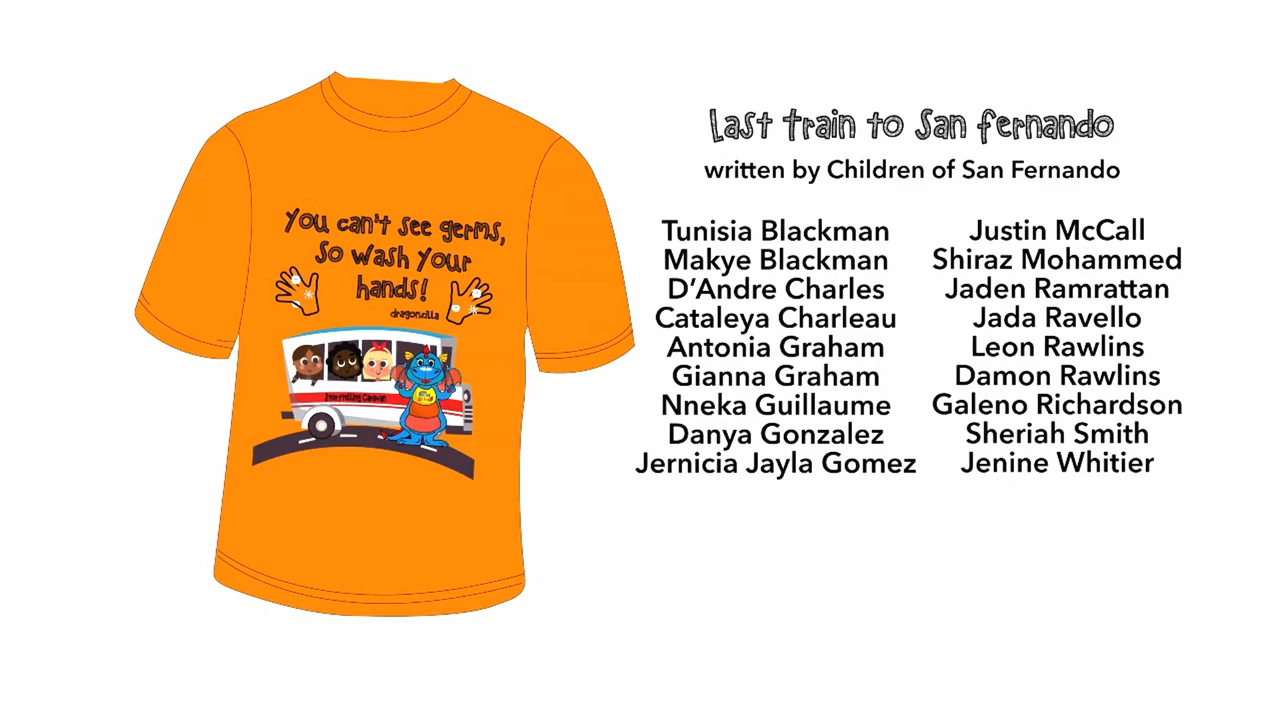 You can't see germs,
so wash your
hands!
dragonzilla
Storytelling Caravan
Last train to San Fernando
written by Children of San Fernando
Tunisia Blackman
Makye Blackman
D'Andre Charles
Cataleya Charleau
Antonia Graham
Gianna Graham
Nneka Guillaume
Danya Gonzalez
Jernicia Jayla Gomez
Justin McCall
Shiraz Mohammed
Jaden Ramrattan
Jada Ravello
Leon Rawlins
Damon Rawlins
Galeno Richardson
Sheriah Smith
Jenine Whitier